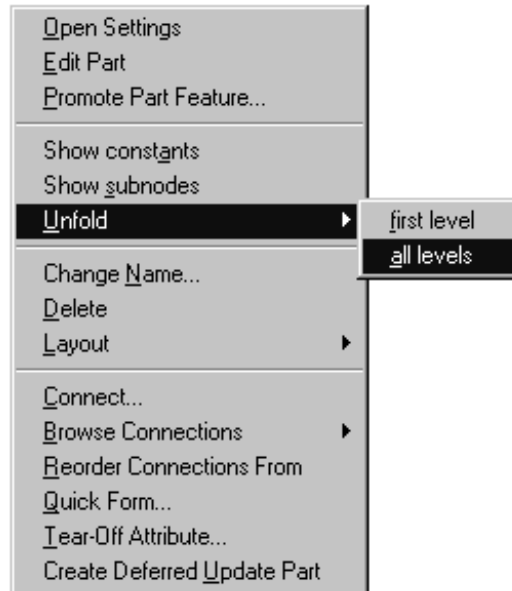 Open Settings
Edit Part
Promote Part Feature...
Show constants
Show subnodes
Unfold
first level
all levels
Change Name...
Delete
Layout
Connect...
Browse Connections
Reorder Connections From
Quick Form...
Tear-Off Attribute...
Create Deferred Update Part